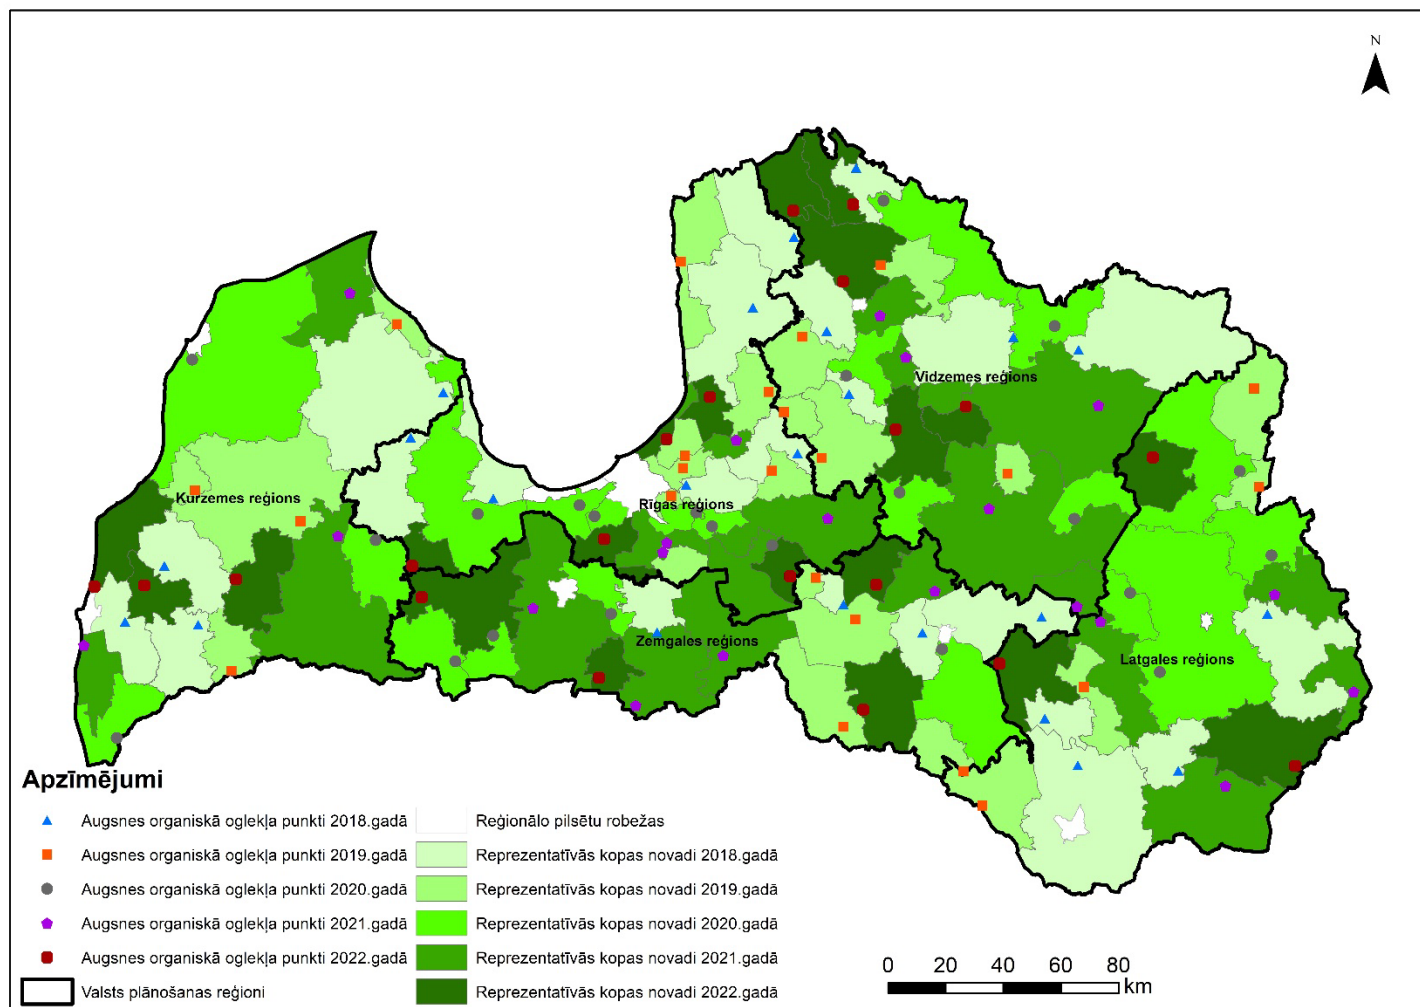 N
Kurzemes reģions
Rīgas reģions
Vidzemes reģions
Zemgales reģions
Latgales reģions
Apzīmējumi
Augsnes organiskā oglekļa punkti 2018.gadā
Augsnes organiskā oglekļa punkti 2019.gadā
Augsnes organiskā oglekļa punkti 2020.gadā
Augsnes organiskā oglekļa punkti 2021.gadā
Augsnes organiskā oglekļa punkti 2022.gadā
Valsts plānošanas reģioni
Reģionālo pilsētu robežas
Reprezentatīvās kopas novadi 2018.gadā
Reprezentatīvās kopas novadi 2019.gadā
Reprezentatīvās kopas novadi 2020.gadā
Reprezentatīvās kopas novadi 2021.gadā
Reprezentatīvās kopas novadi 2022.gadā
0 20 40 60 80
km